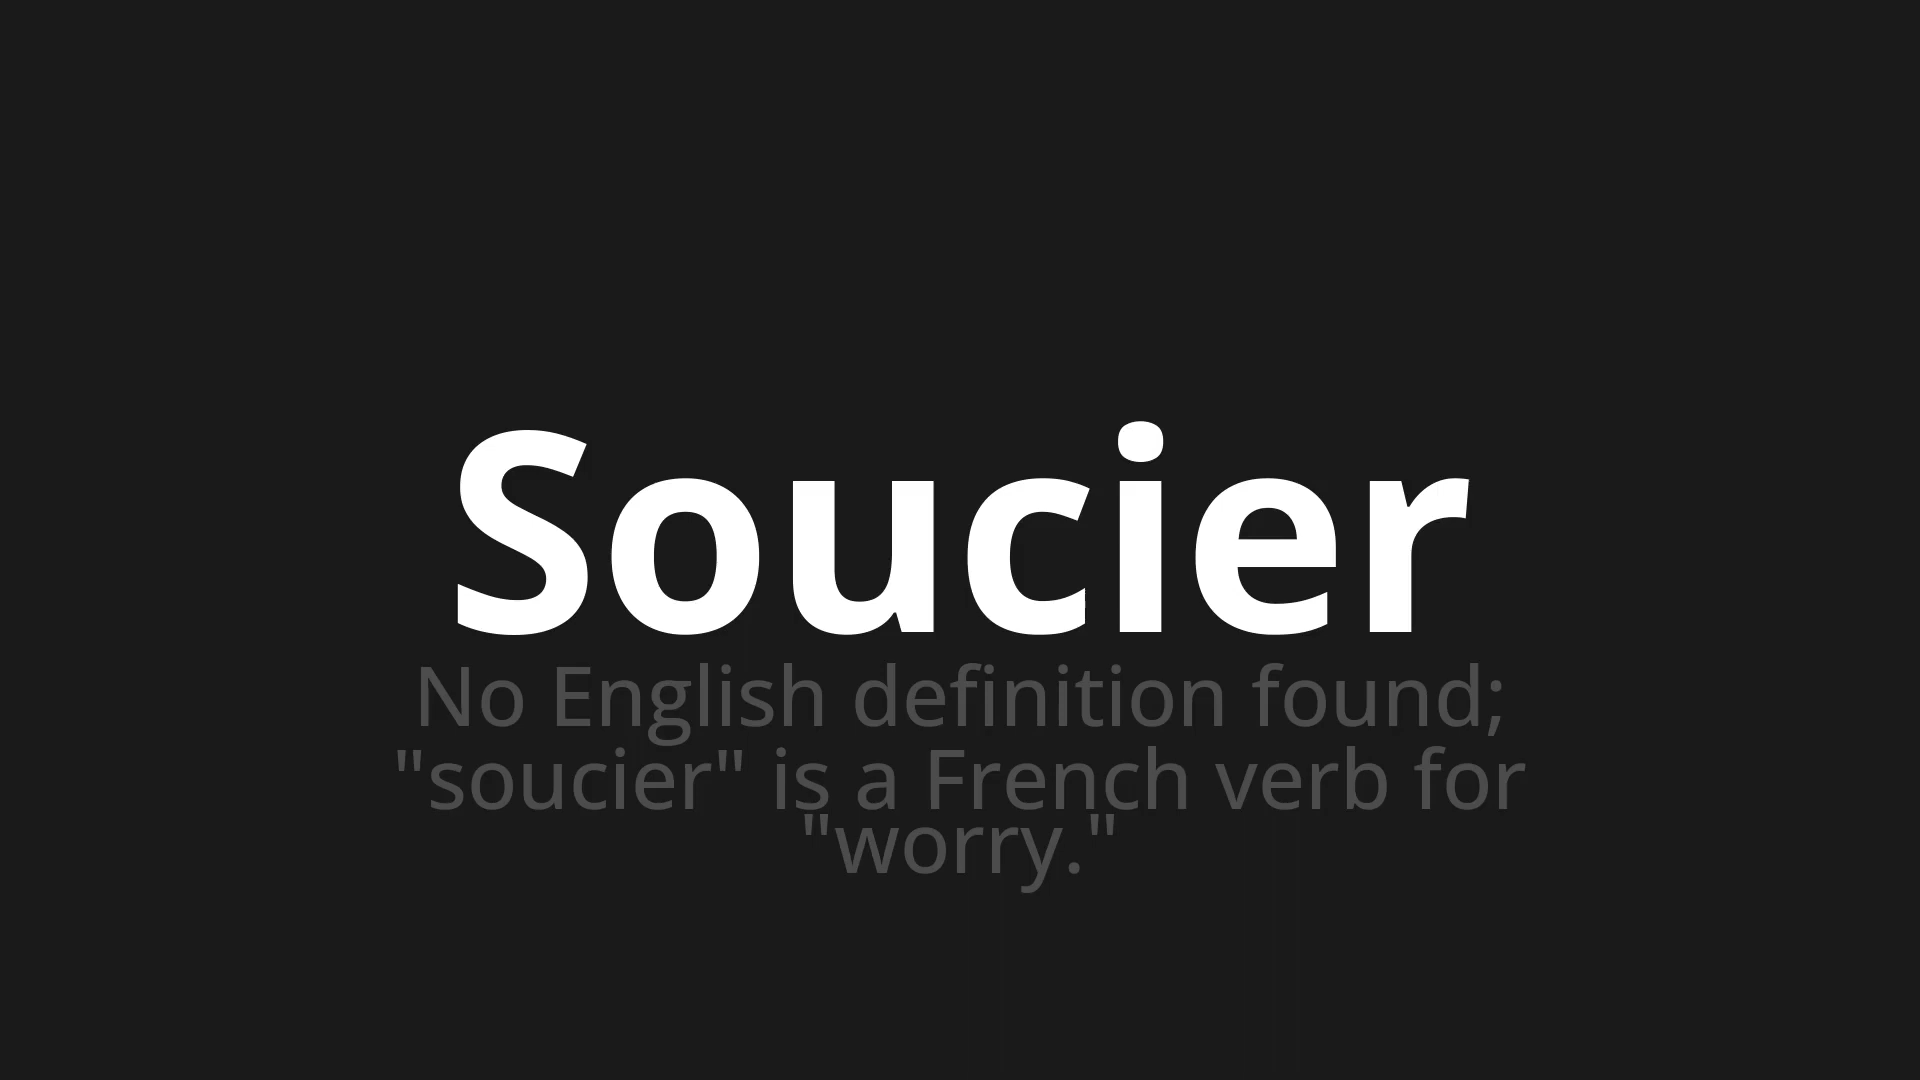 Soucier
No English definition found;
"soucier" is a French verb for
"worry."